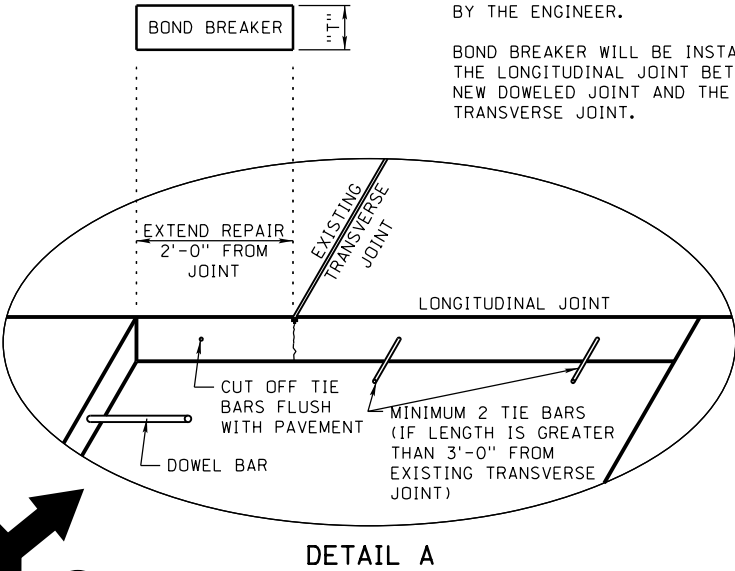 BY THE ENGINEER.
BOND BREAKER
"T"
BOND BREAKER WILL BE INSTA
THE LONGITUDINAL JOINT BET
NEW DOWELED JOINT AND THE
TRANSVERSE JOINT.
EXTEND REPAIR
2'-0" FROM
JOINT
EXISTING
TRANSVERSE
JOINT
LONGITUDINAL JOINT
CUT OFF TIE
BARS FLUSH
WITH PAVEMENT
MINIMUM 2 TIE BARS
(IF LENGTH IS GREATER
THAN 3'-0" FROM
EXISTING TRANSVERSE
JOINT)
DOWEL BAR
DETAIL A